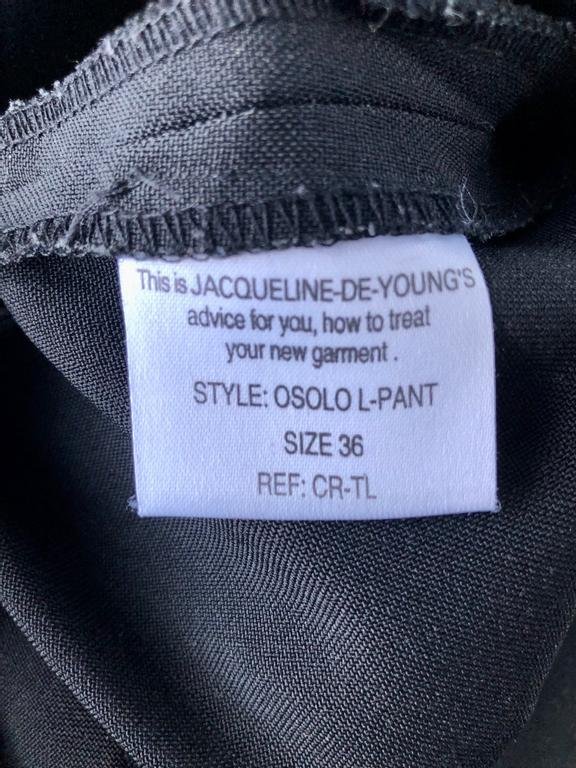 This is JACQUELINE-DE-YOUNG'S
advice for you, how to treat
your new garment.
STYLE: OSOLO L-PANT
SIZE 36
REF: CR-TL